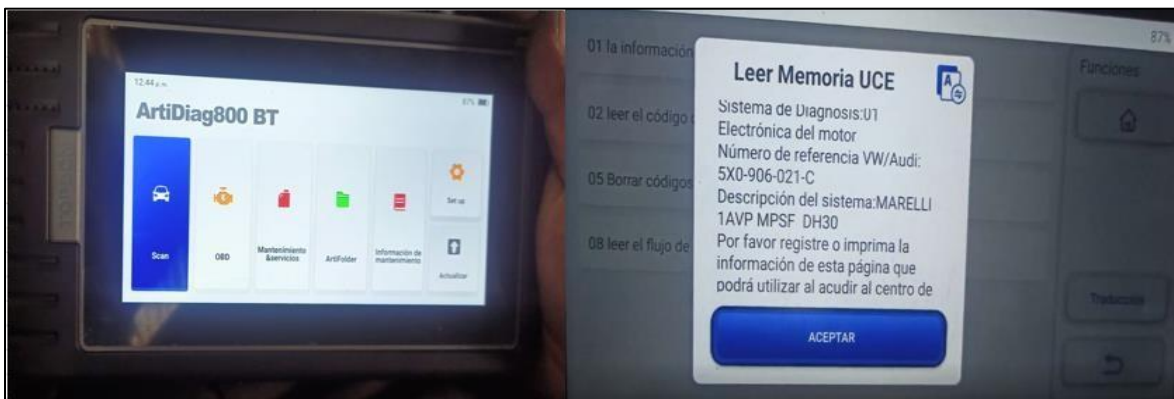 12:44 p.m.
87%
ArtiDiag800 BT
Scan
OBD
Mantenimiento
&servicios
ArtiFolder
Información de
mantenimiento
Set up
Actualizar
TOPDON
87%
01 la información
02 leer el código
05 Borrar códigos
08 leer el flujo de
Leer Memoria UCE
Sistema de Diagnosis:01
Electrónica del motor
Número de referencia VW/Audi:
5X0-906-021-C
Descripción del sistema:MARELLI
1AVP MPSF DH30
Por favor registre o imprima la
información de esta página que
podrá utilizar al acudir al centro de
ACEPTAR
Funciones
Traducción